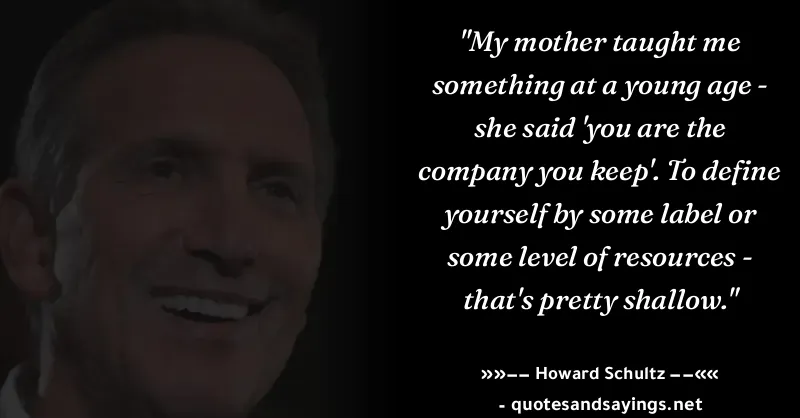 "My mother taught me
something at a young age -
she said 'you are the
company you keep'. To define
yourself by some label or
some level of resources -
that's pretty shallow."
»»−− Howard Schultz −−««
- quotesandsayings.net